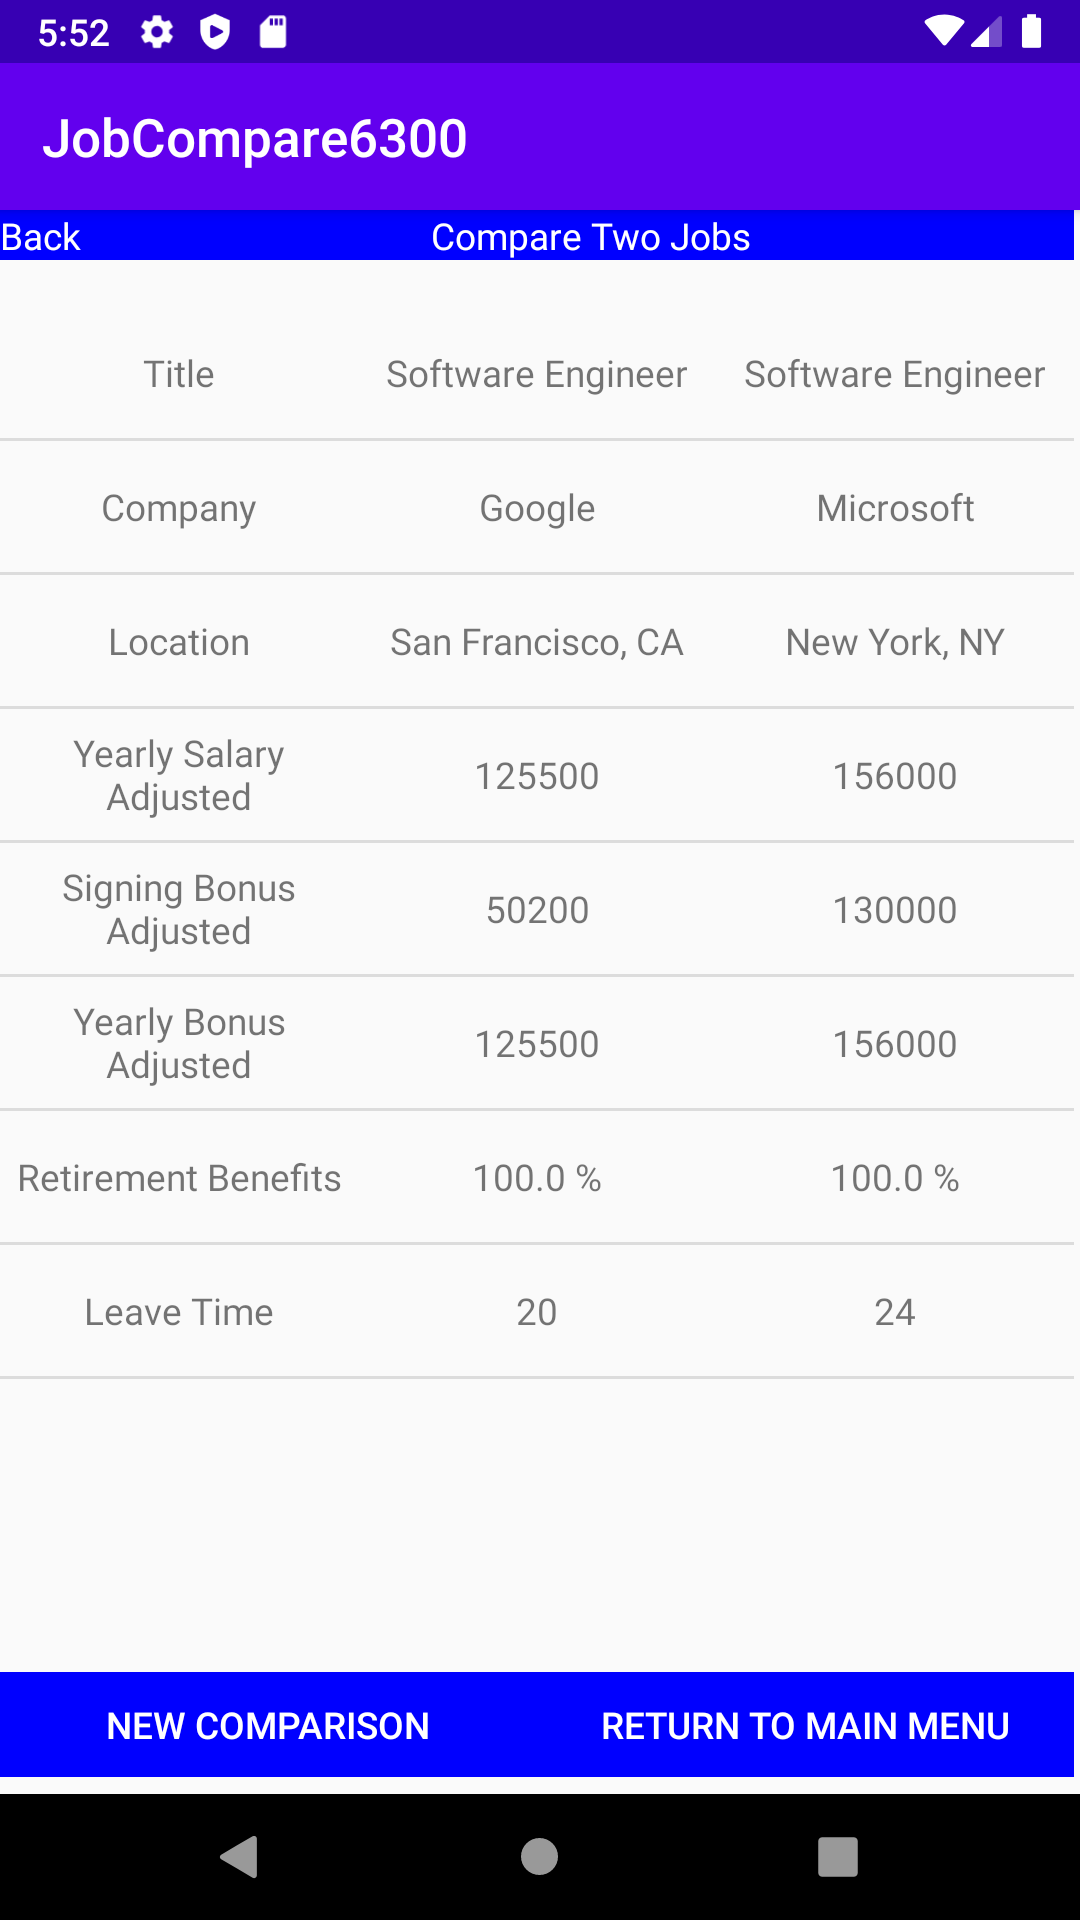 5:52
JobCompare6300
Back Compare Two Jobs
Title Software Engineer Software Engineer
Company Google Microsoft
Location San Francisco, CA New York, NY
Yearly Salary Adjusted 125500 156000
Signing Bonus Adjusted 50200 130000
Yearly Bonus Adjusted 125500 156000
Retirement Benefits 100.0 % 100.0 %
Leave Time 20 24
NEW COMPARISON RETURN TO MAIN MENU